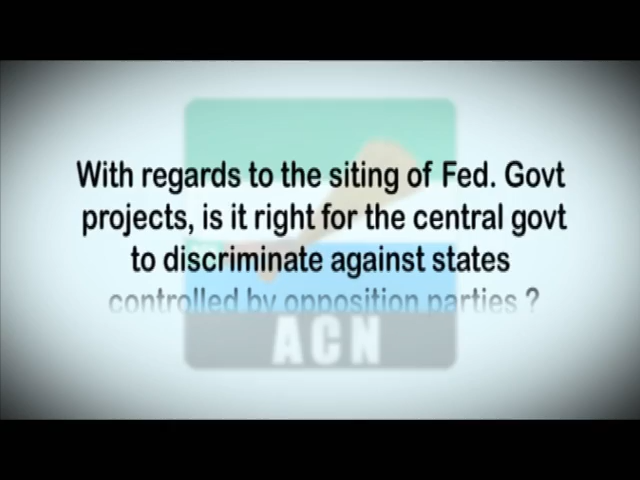 With regards to the siting of Fed. Govt
projects, is it right for the central govt
to discriminate against states
controlled by opposition parties ?
ACN